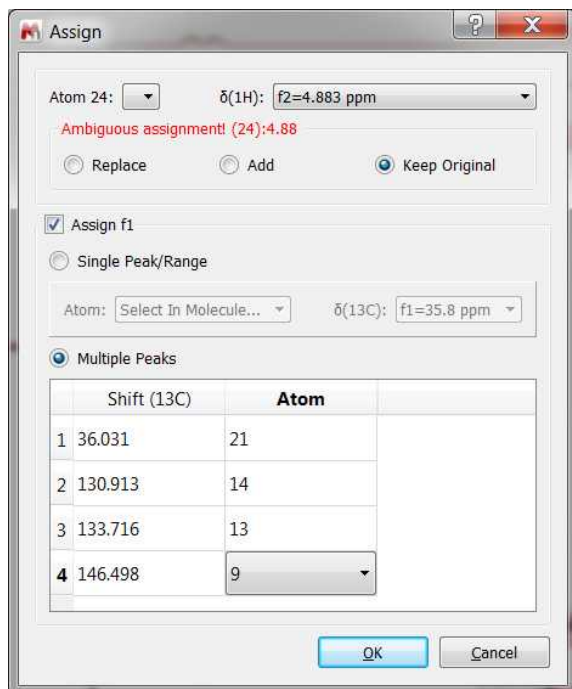 Assign
Atom 24: δ(1H): f2=4.883 ppm
Ambiguous assignment! (24):4.88
Replace Add Keep Original
Assign f1
Single Peak/Range
Atom: Select In Molecule... δ(13C): f1=35.8 ppm
Multiple Peaks
Shift (13C) Atom
1 36.031 21
2 130.913 14
3 133.716 13
4 146.498 9
OK Cancel